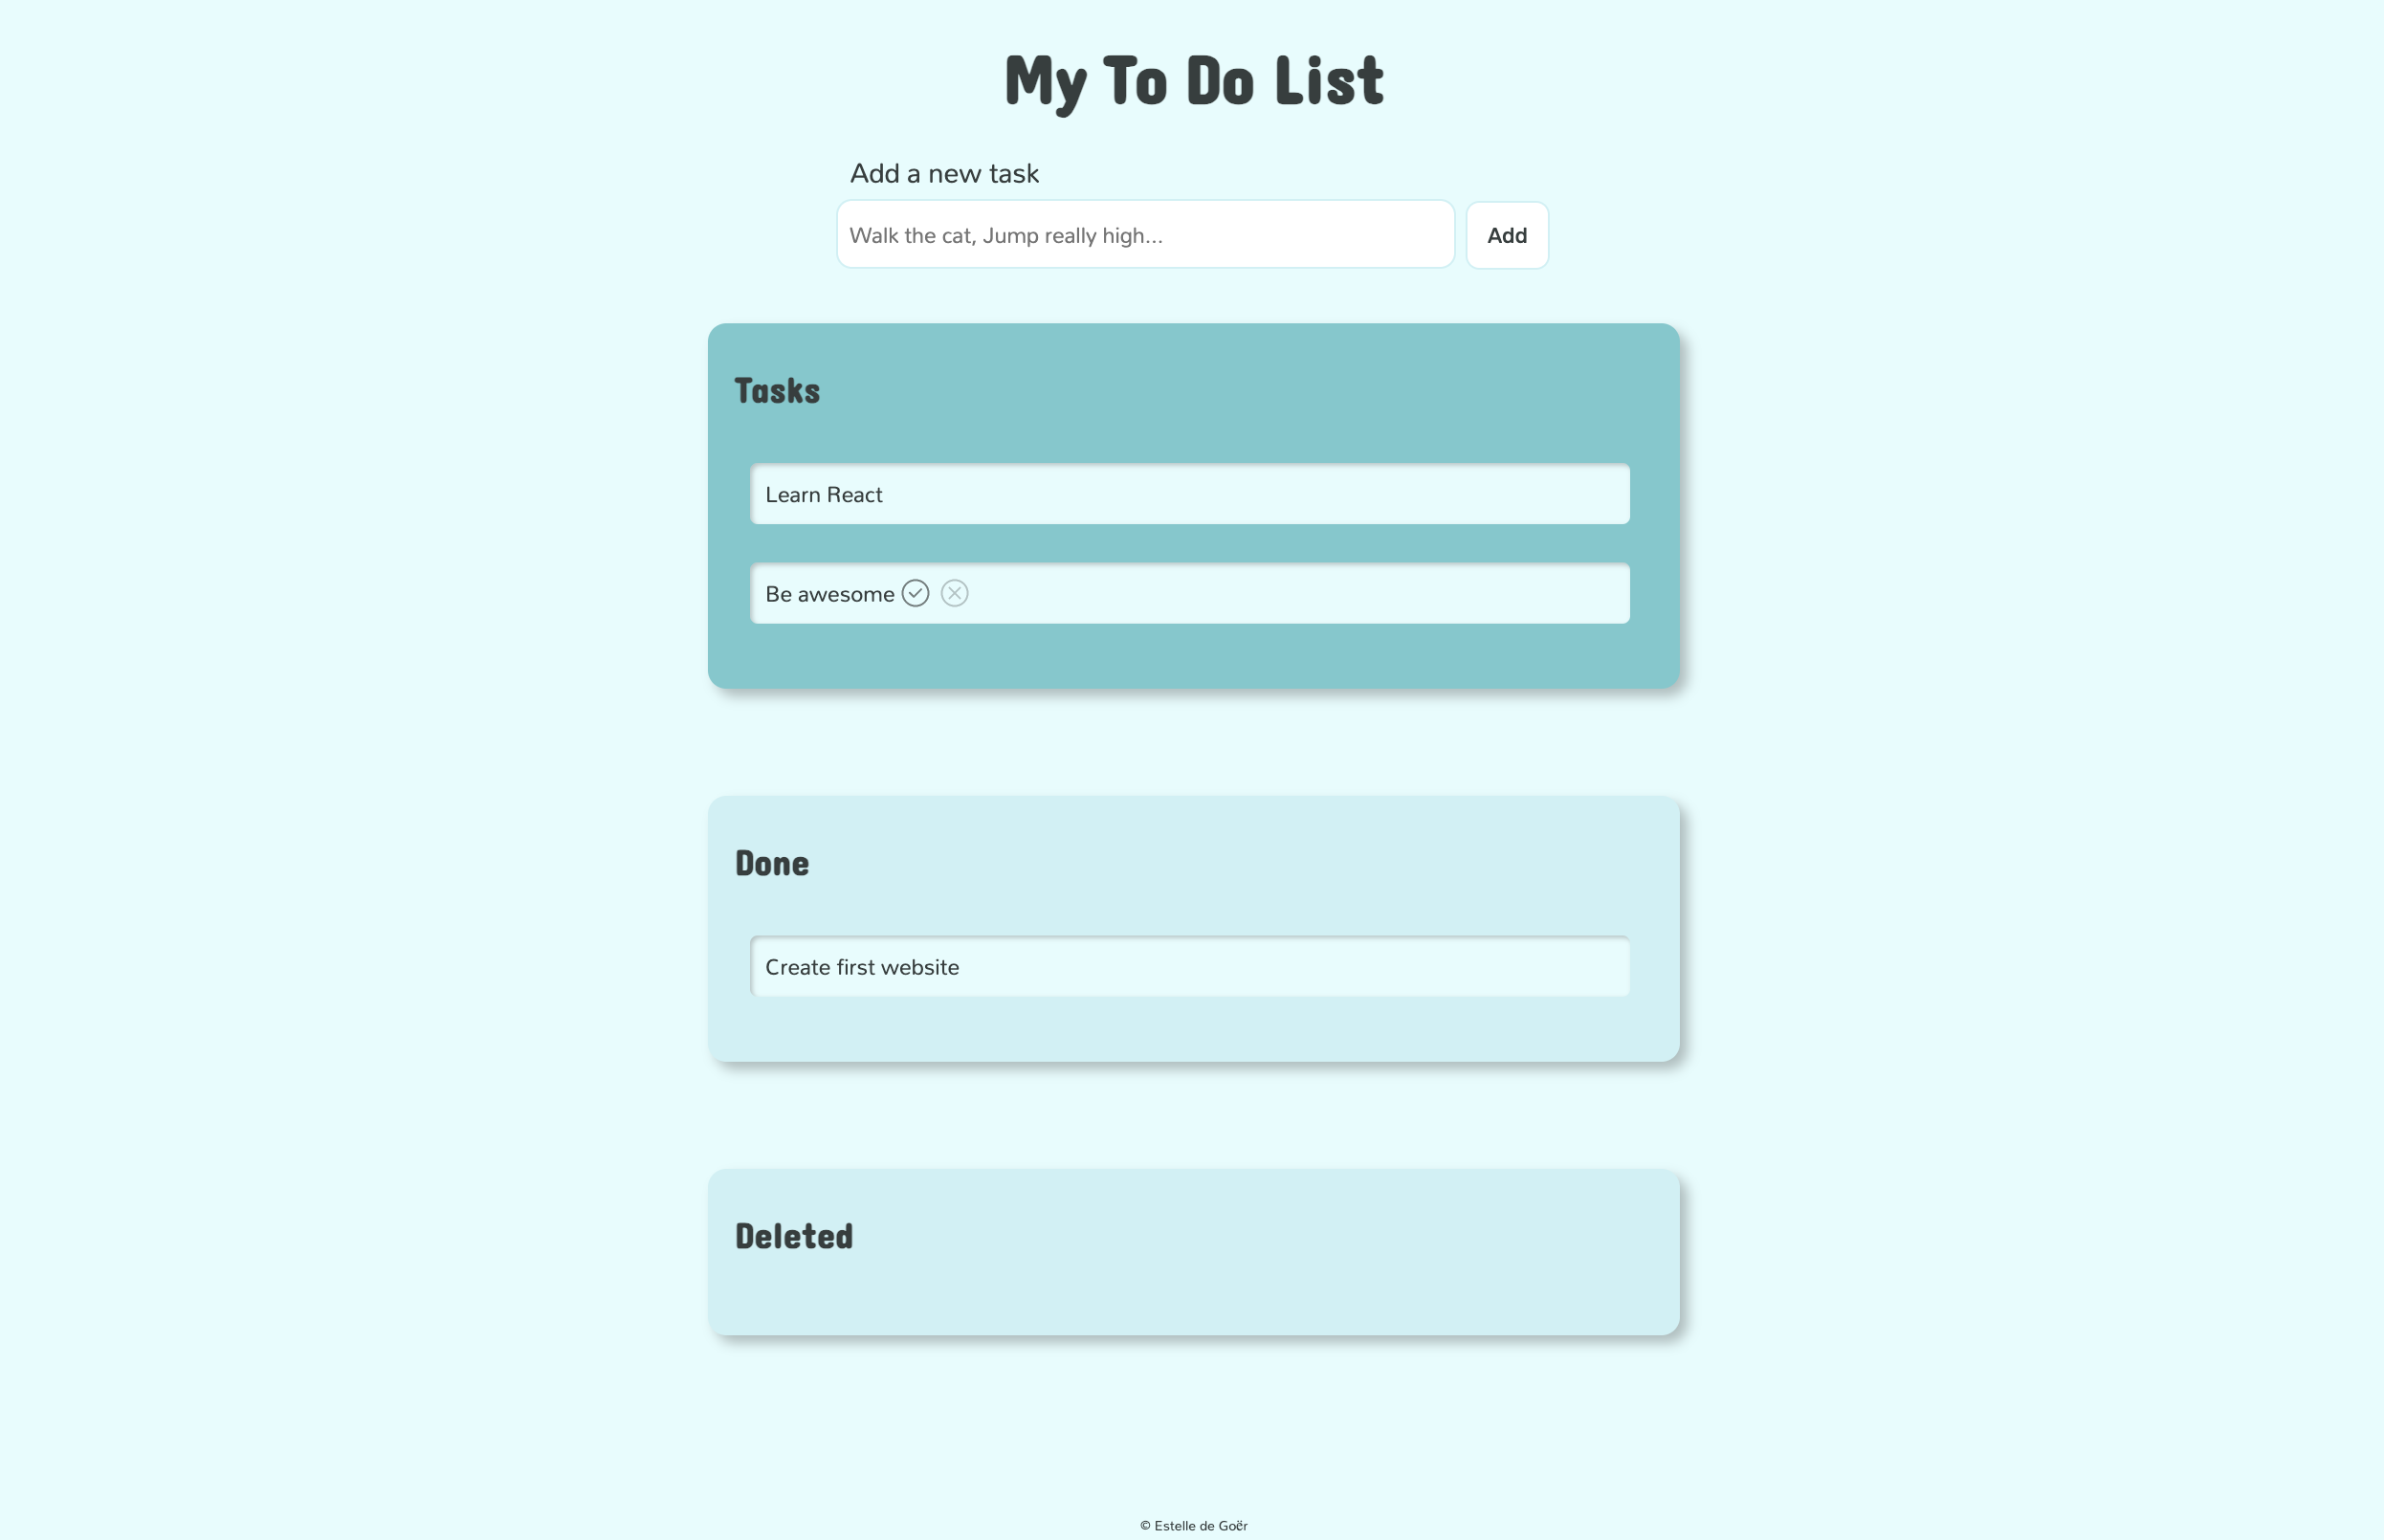 My To Do List
Add a new task
Walk the cat, Jump really high...
Add
Tasks
Learn React
Be awesome
Done
Create first website
Deleted
© Estelle de Goër